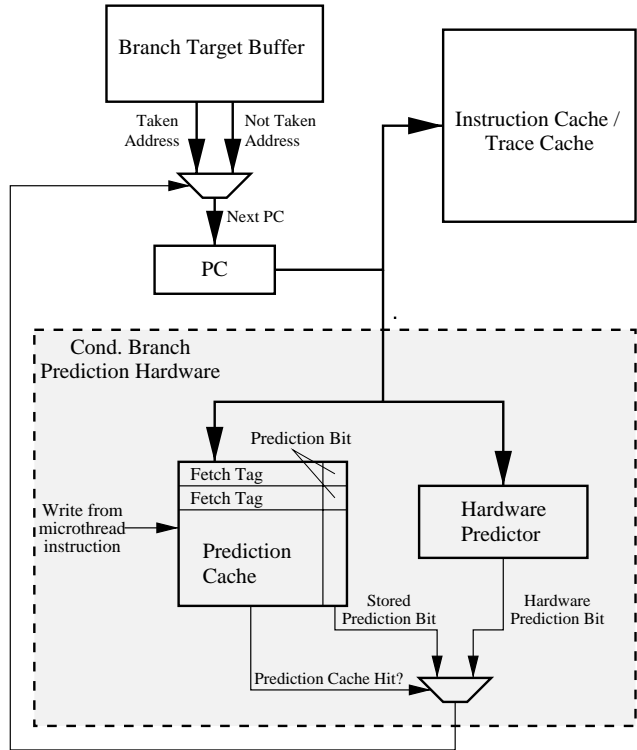 Branch Target Buffer
Taken
Address
Not Taken
Address
Instruction Cache /
Trace Cache
Next PC
PC
Cond. Branch
Prediction Hardware
Prediction Bit
Fetch Tag
Fetch Tag
Write from
microthread
instruction
Prediction
Cache
Hardware
Predictor
Stored
Prediction Bit
Hardware
Prediction Bit
Prediction Cache Hit?